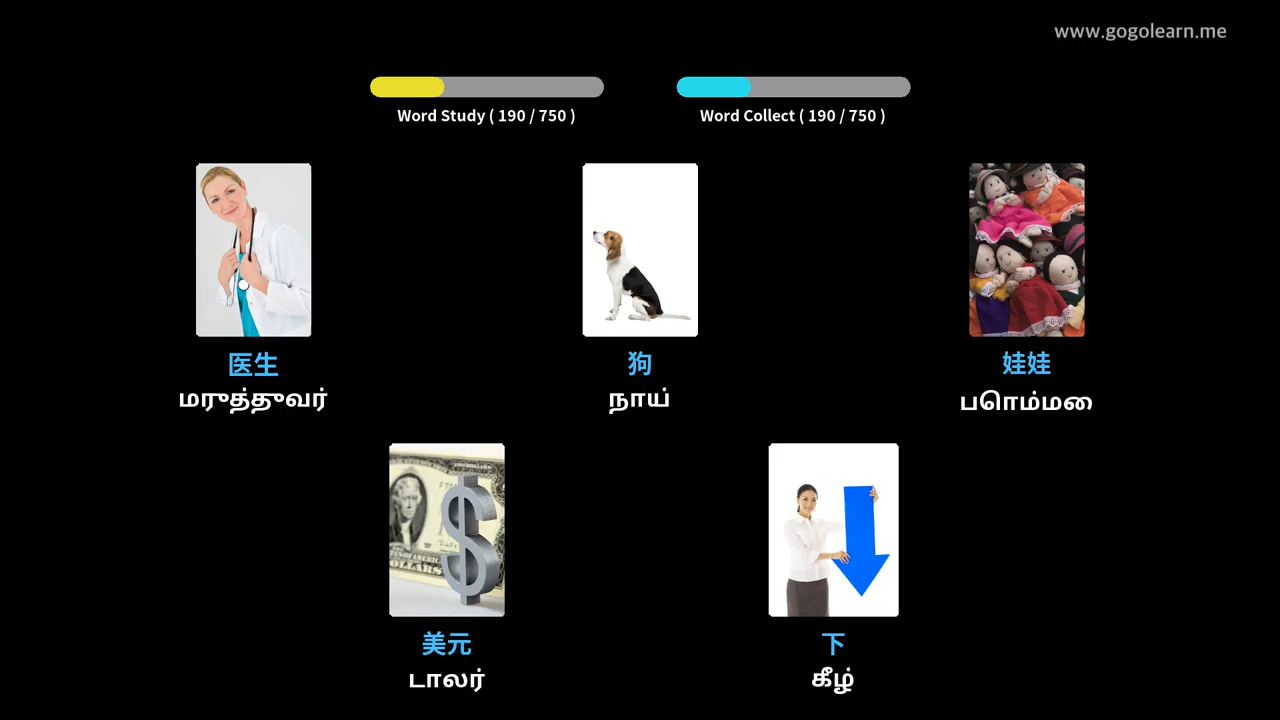 www.gogolearn.me
Word Study ( 190 / 750 )
Word Collect ( 190 / 750 )
医生
மருத்துவர்
狗
நாய்
娃娃
பொம்மை
美元
டாலர்
下
கீழ்